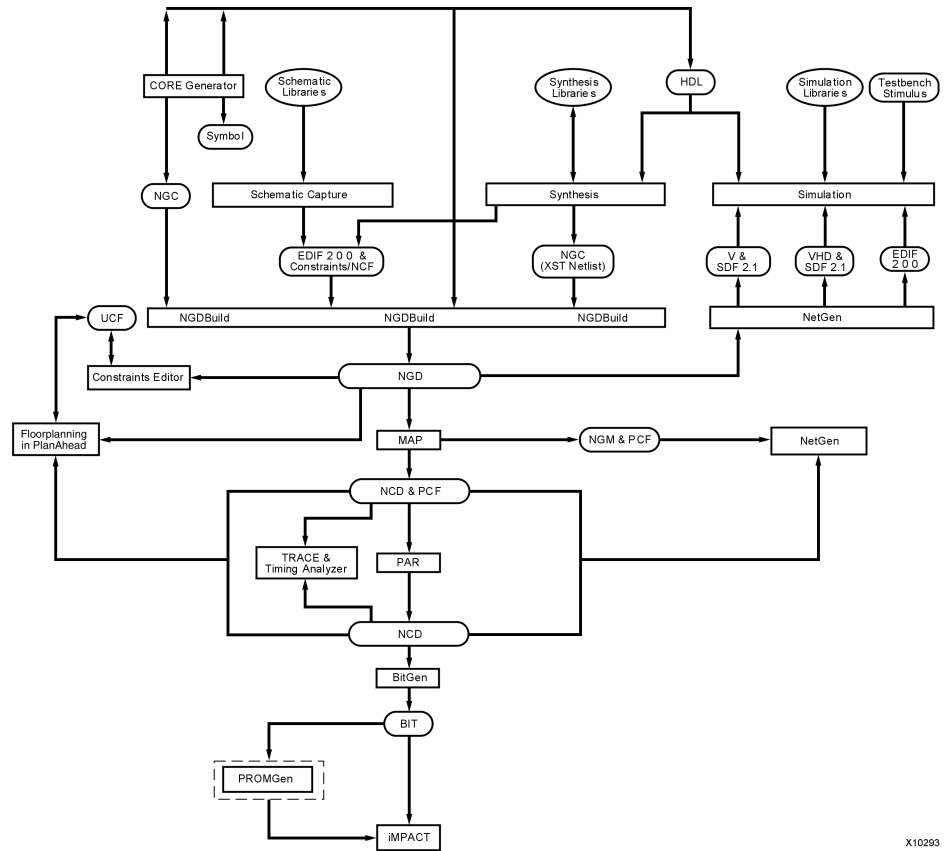 CORE Generator
Schematic
Libraries
Synthesis
Libraries
HDL
Simulation
Libraries
Testbench
Stimulus
Symbol
NGC
Schematic Capture
Synthesis
Simulation
EDIF 2 0 0 &
Constraints/NCF
NGC
(XST Netlist)
V &
SDF 2.1
VHD &
SDF 2.1
EDIF
2 0 0
UCF
NGDBuild
NGDBuild
NGDBuild
NetGen
Constraints Editor
NGD
Floorplanning
in PlanAhead
MAP
NGM & PCF
NetGen
NCD & PCF
TRACE &
Timing Analyzer
PAR
NCD
BitGen
BIT
PROMGen
iMPACT
X10293